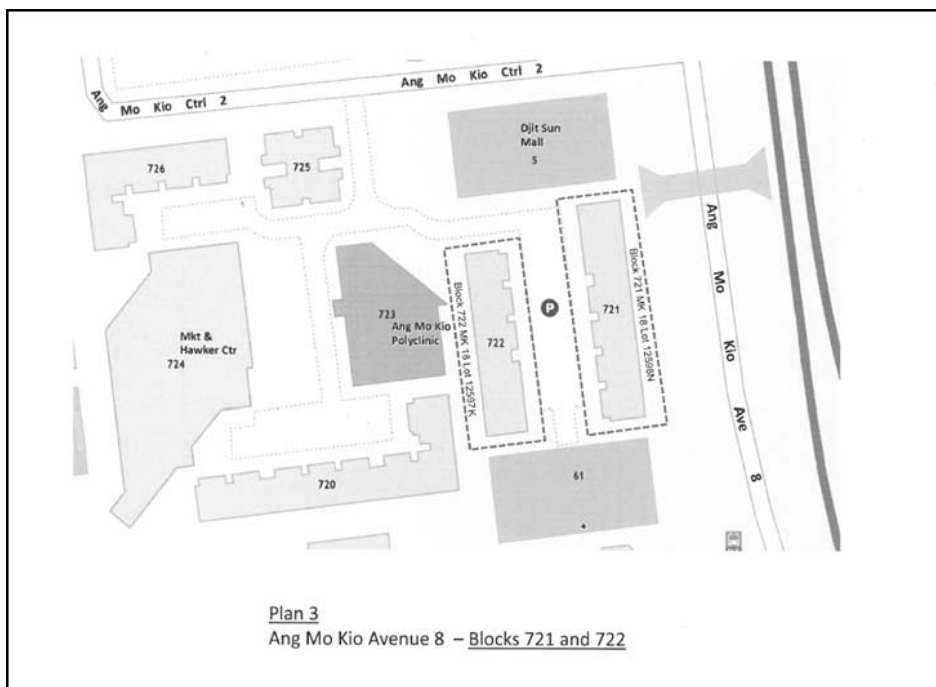 Ang Mo Kio Ctrl 2
Ang Mo Kio Ctrl 2
Djit Sun
Mall
5
726
725
Ang Mo Kio Ave 8
Block 722 MK 18 Lot 12597K
Block 721 MK 18 Lot 12598N
P
723
Ang Mo Kio
Polyclinic
722
721
Mkt &
Hawker Ctr
724
720
61
4
Plan 3
Ang Mo Kio Avenue 8 – Blocks 721 and 722